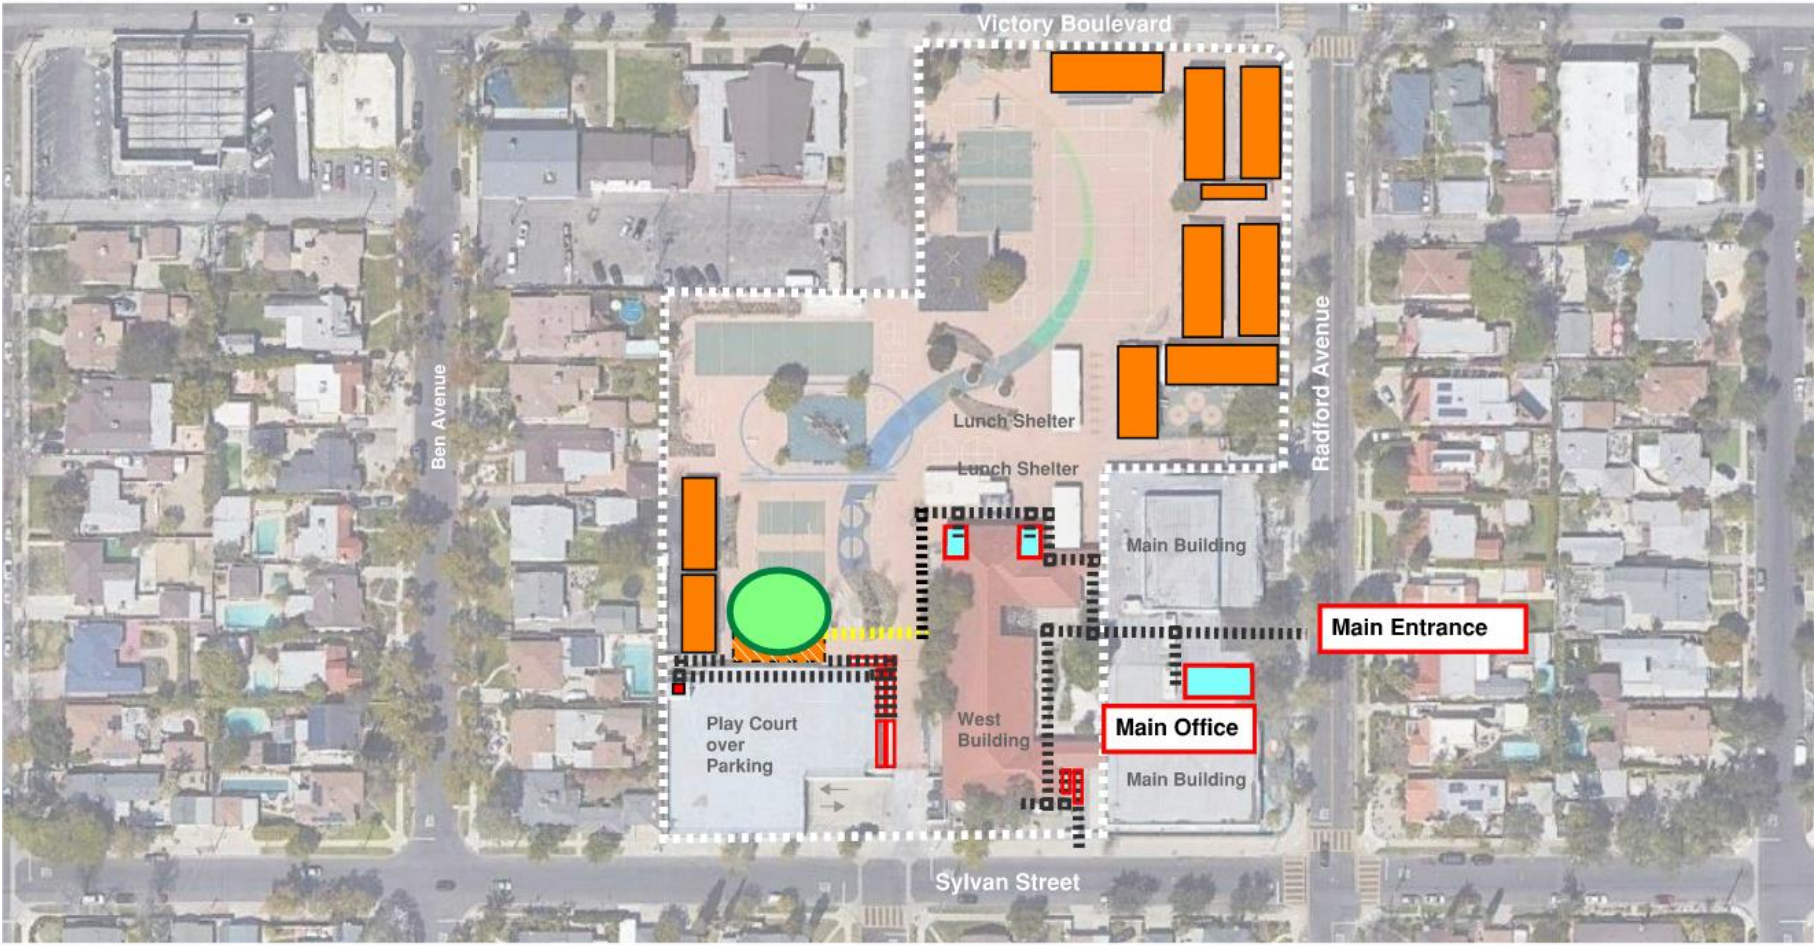 Victory Boulevard
Ben Avenue
Radford Avenue
Lunch Shelter
Lunch Shelter
Main Building
Main Entrance
Play Court
over
Parking
West
Building
Main Office
Main Building
Sylvan Street